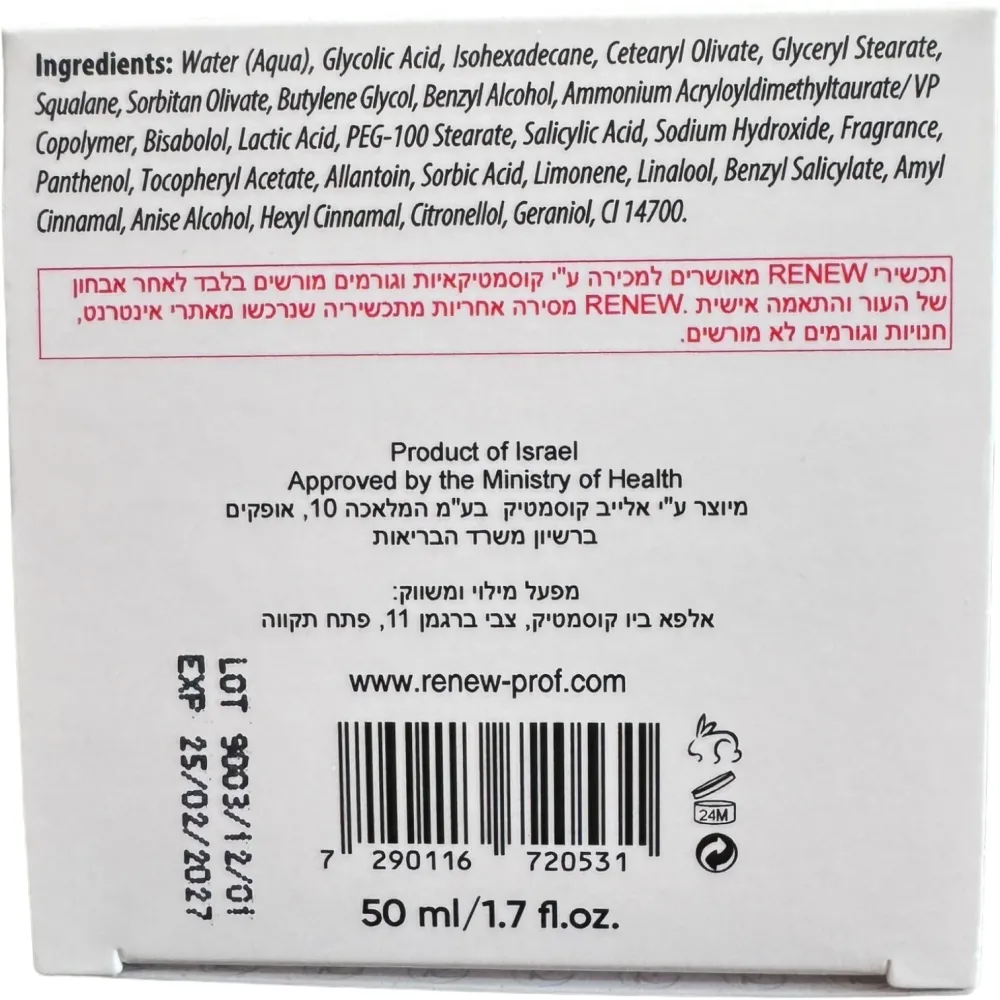 Ingredients: Water (Aqua), Glycolic Acid, Isohexadecane, Cetearyl Olivate, Glyceryl Stearate,
Squalane, Sorbitan Olivate, Butylene Glycol, Benzyl Alcohol, Ammonium Acryloyldimethyltaurate/ VP
Copolymer, Bisabolol, Lactic Acid, PEG-100 Stearate, Salicylic Acid, Sodium Hydroxide, Fragrance,
Panthenol, Tocopheryl Acetate, Allantoin, Sorbic Acid, Limonene, Linalool, Benzyl Salicylate, Amyl
Cinnamal, Anise Alcohol, Hexyl Cinnamal, Citronellol, Geraniol, CI 14700.
תכשירי RENEW מאושרים למכירה ע"י קוסמטיקאיות וגורמים מורשים בלבד לאחר אבחון
של העור והתאמה אישית .RENEW מסירה אחריות מתכשיריה שנרכשו מאתרי אינטרנט,
חנויות וגורמים לא מורשים.
Product of Israel
Approved by the Ministry of Health
מיוצר ע"י אלייב קוסמטיק בע"מ המלאכה 10, אופקים
ברשיון משרד הבריאות
מפעל מילוי ומשווק:
אלפא ביו קוסמטיק, צבי ברגמן 11, פתח תקווה
www.renew-prof.com
LOT 9003/12/01
EXP 25/02/2027
24M
7 290116 720531
50 ml/1.7 fl.oz.